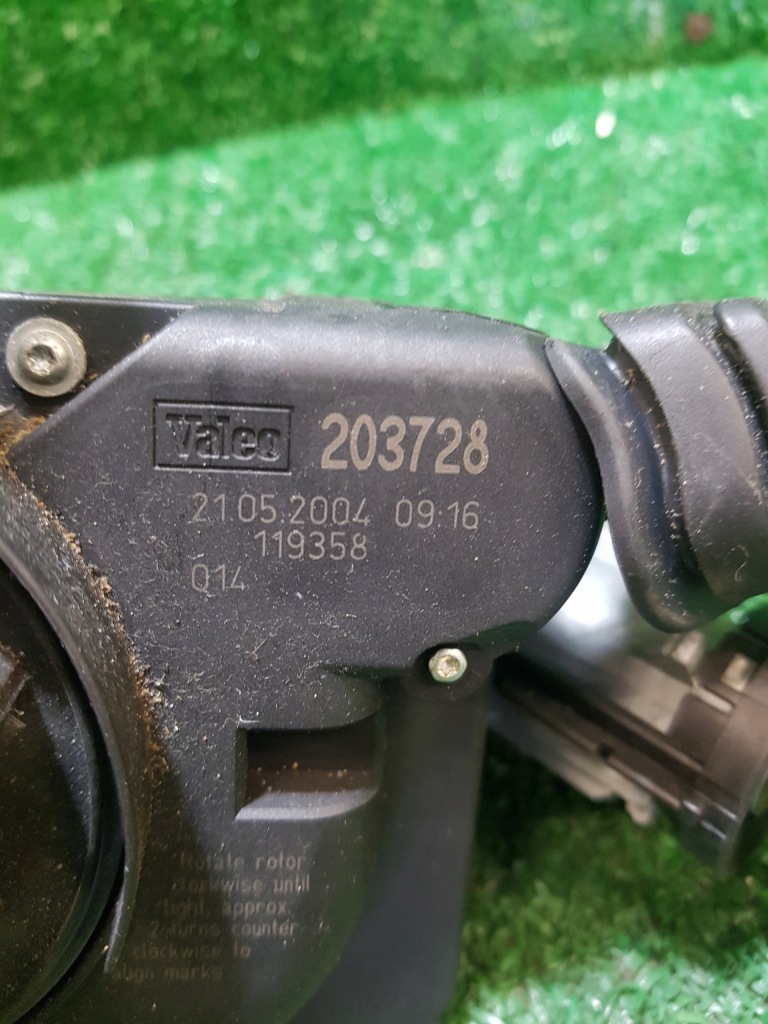 Valeo 203728
21.05.2004 09:16
119358
Q14
Rotate rotor
clockwise until
tight, approx.
2 turns counter-
clockwise to
align marks